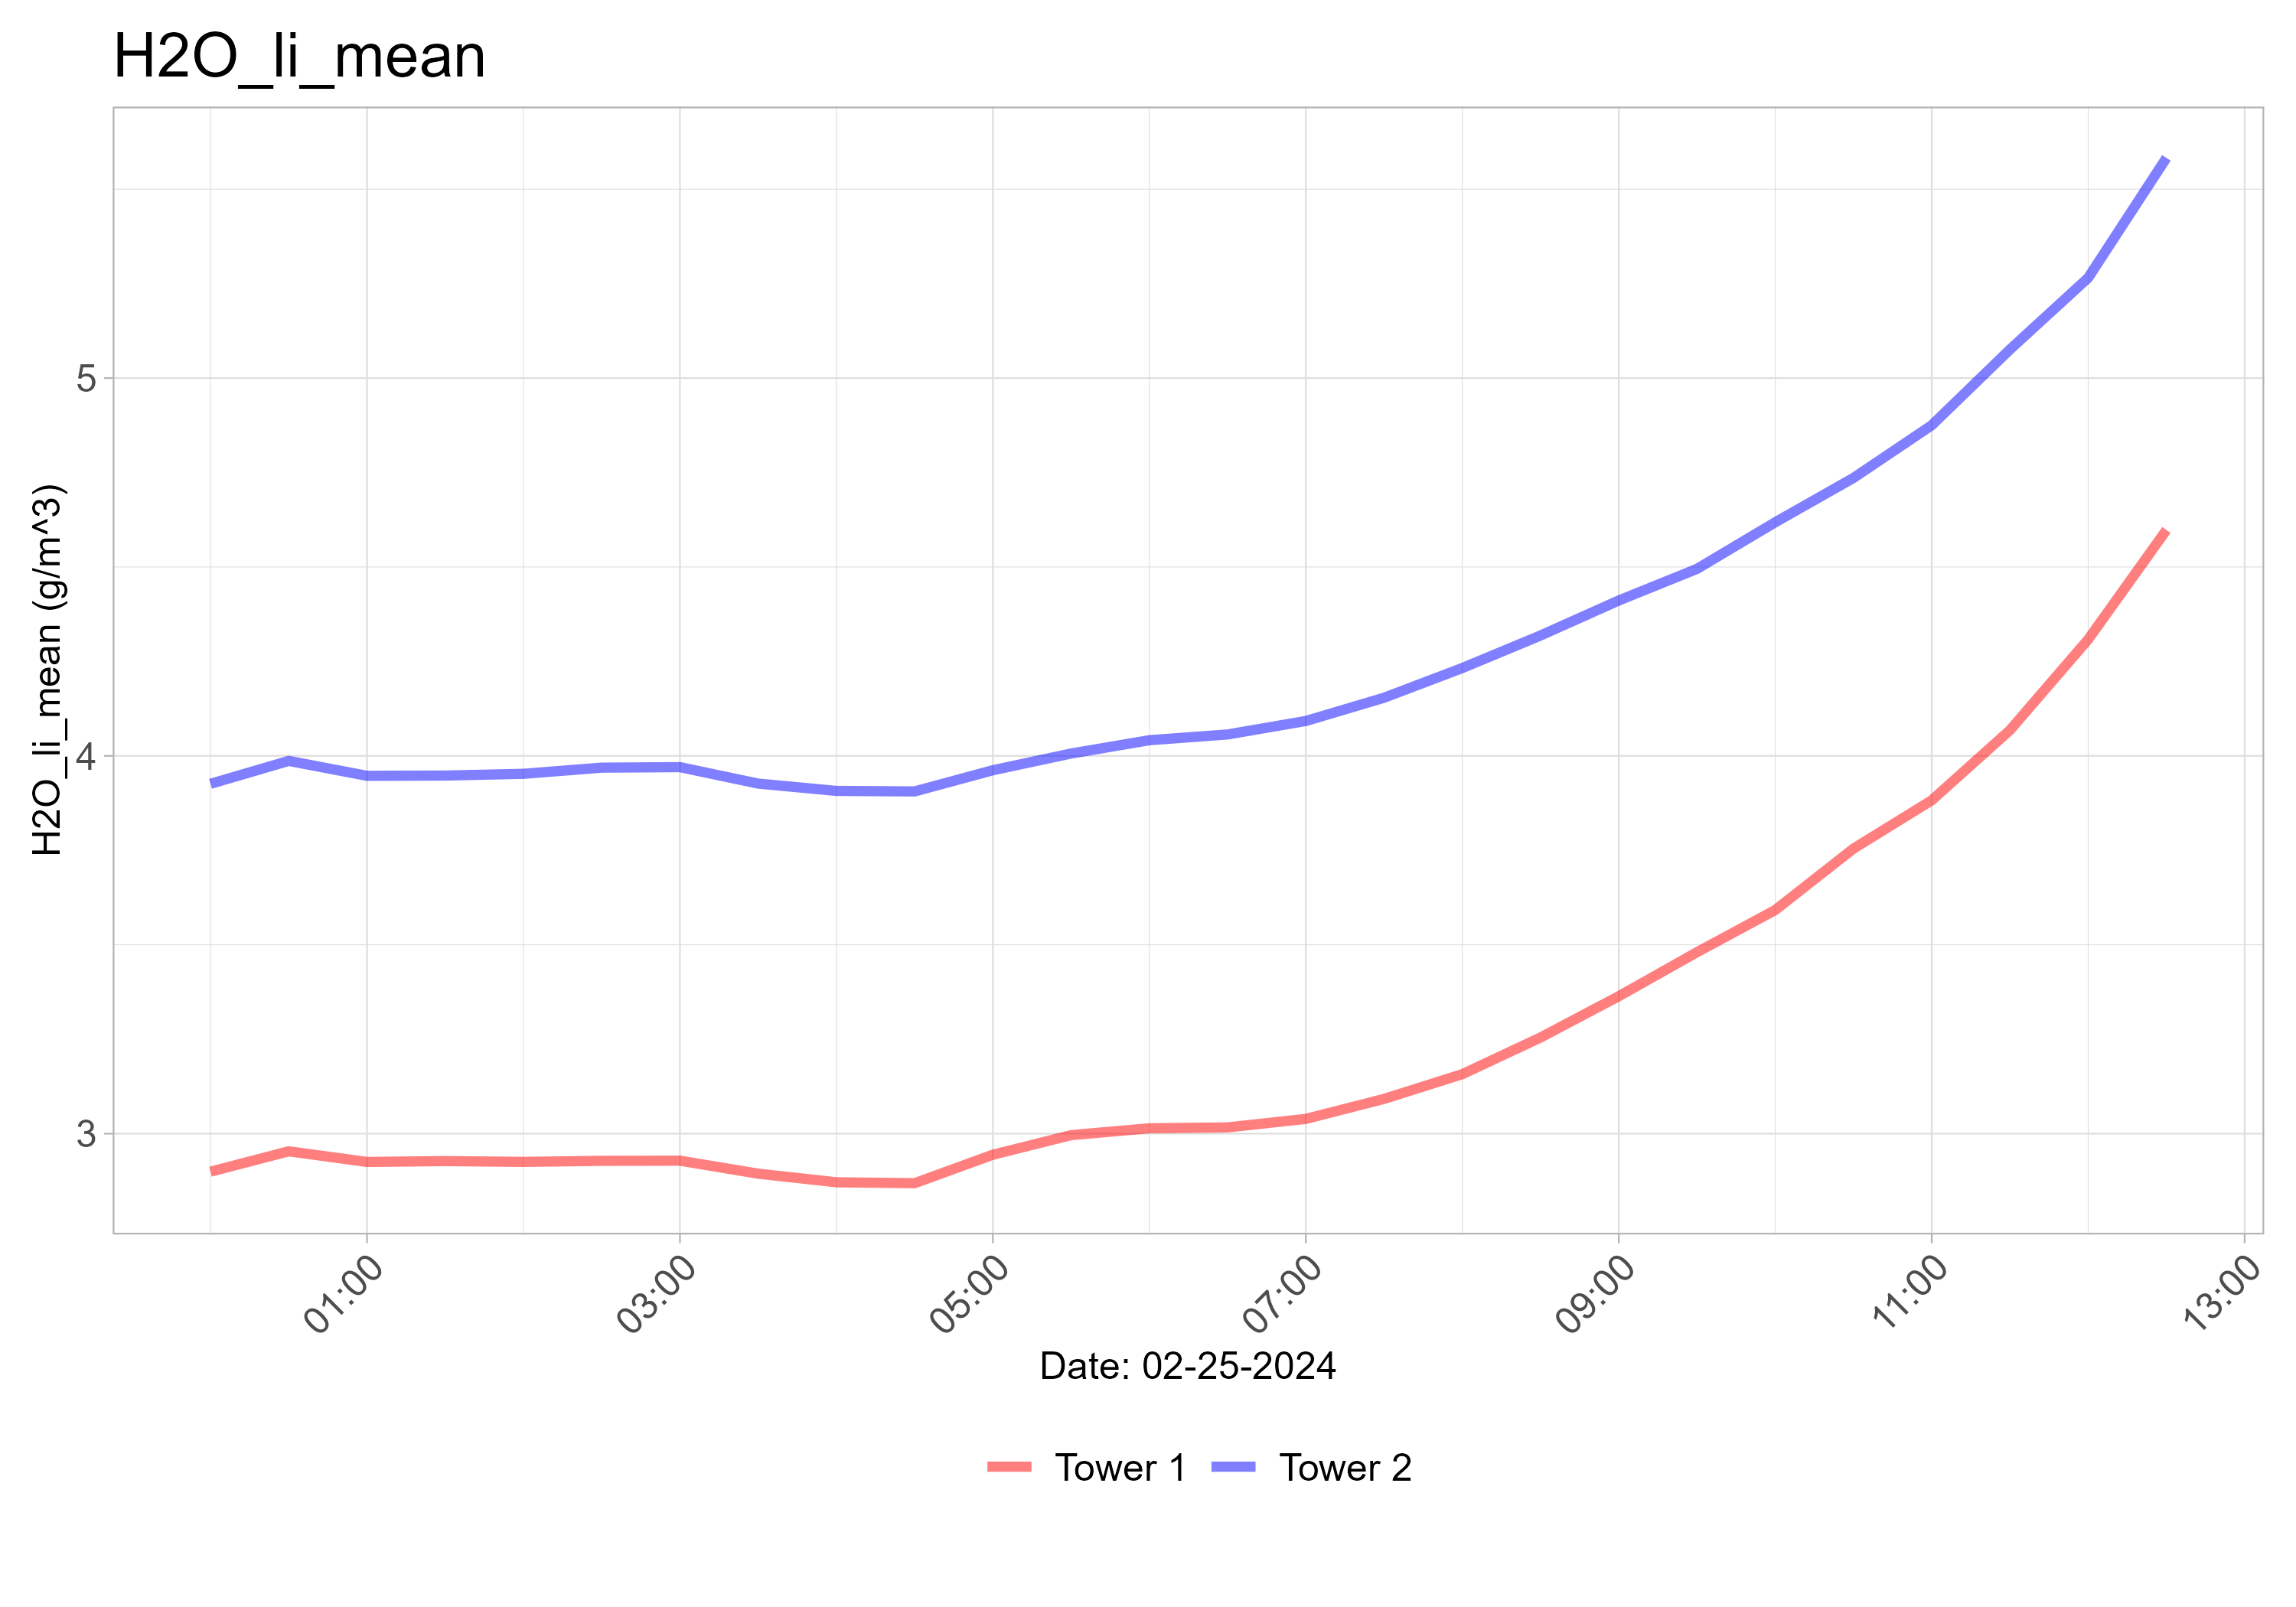 H2O_li_mean
H2O_li_mean (g/m^3)
5
4
3
01:00
03:00
05:00
07:00
09:00
11:00
13:00
Date: 02-25-2024
Tower 1
Tower 2